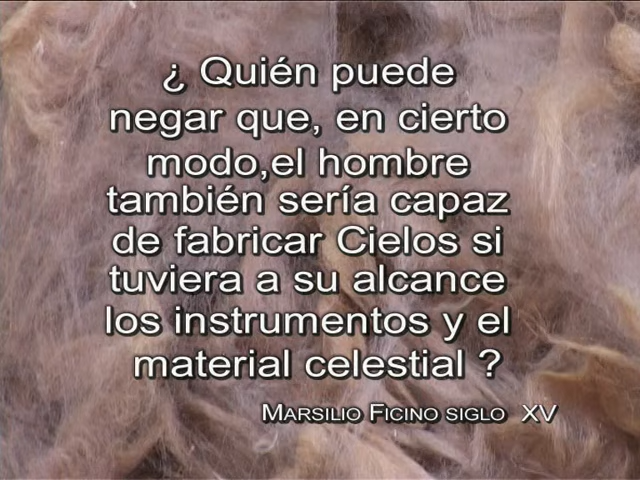 ¿ Quién puede
negar que, en cierto
modo,el hombre
también sería capaz
de fabricar Cielos si
tuviera a su alcance
los instrumentos y el
material celestial ?
MARSILIO FICINO SIGLO XV